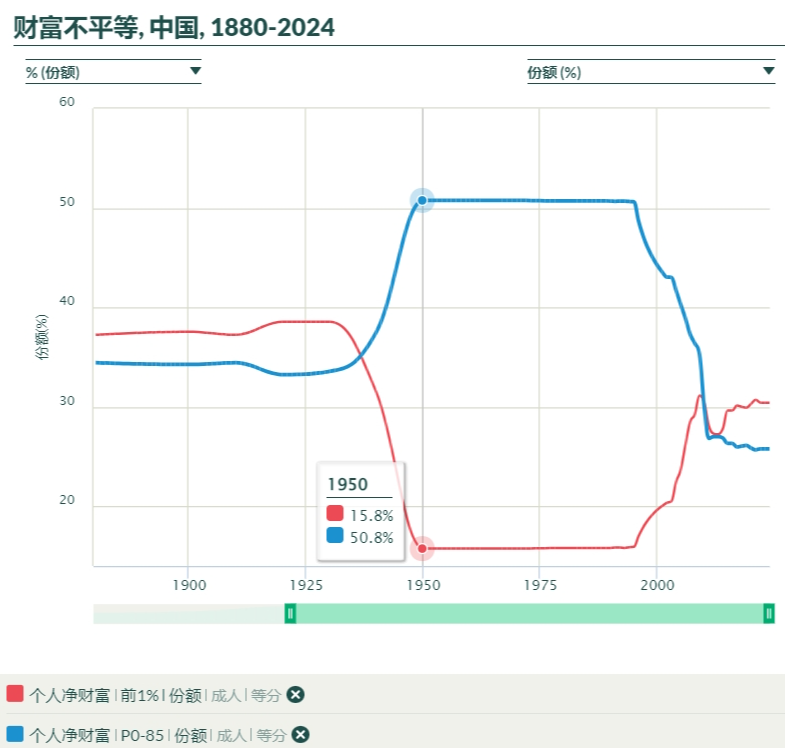 财富不平等, 中国, 1880-2024
% (份额)
份额 (%)
60
50
40
30
20
份额(%)
1950
15.8%
50.8%
1900
1925
1950
1975
2000
个人净财富 | 前1% | 份额 | 成人 | 等分
个人净财富 | P0-85 | 份额 | 成人 | 等分